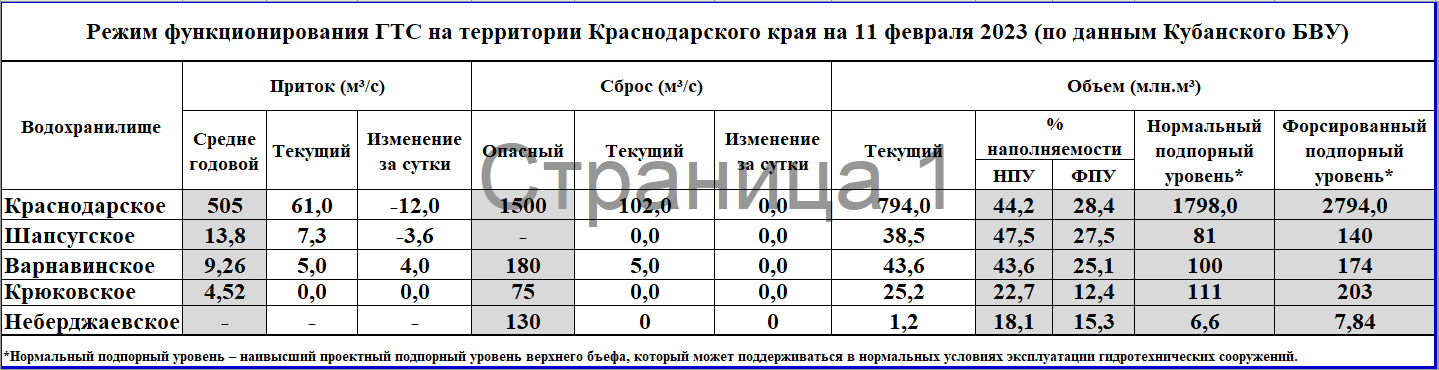 Режим функционирования ГТС на территории Краснодарского края на 11 февраля 2023 (по данным Кубанского БВУ)
Водохранилище Приток (м³/с) Сброс (м³/с) Объем (млн.м³)
Средне годовой Текущий Изменение за сутки Опасный Текущий Изменение за сутки Текущий % наполняемости Нормальный подпорный уровень* Форсированный подпорный уровень*
НПУ ФПУ
Краснодарское 505 61,0 -12,0 1500 102,0 0,0 794,0 44,2 28,4 1798,0 2794,0
Шапсугское 13,8 7,3 -3,6 - 0,0 0,0 38,5 47,5 27,5 81 140
Варнавинское 9,26 5,0 4,0 180 5,0 0,0 43,6 43,6 25,1 100 174
Крюковское 4,52 0,0 0,0 75 0,0 0,0 25,2 22,7 12,4 111 203
Неберджаевское - - - 130 0 0 1,2 18,1 15,3 6,6 7,84
*Нормальный подпорный уровень – наивысший проектный подпорный уровень верхнего бъефа, который может поддерживаться в нормальных условиях эксплуатации гидротехнических сооружений.
Страница 1